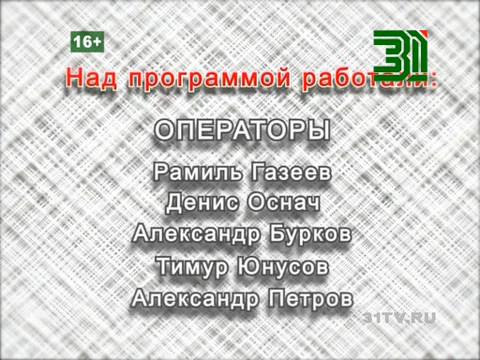 16+
31
Над программой работали:
ОПЕРАТОРЫ
Рамиль Газеев
Денис Оснач
Александр Бурков
Тимур Юнусов
Александр Петров
31TV.RU